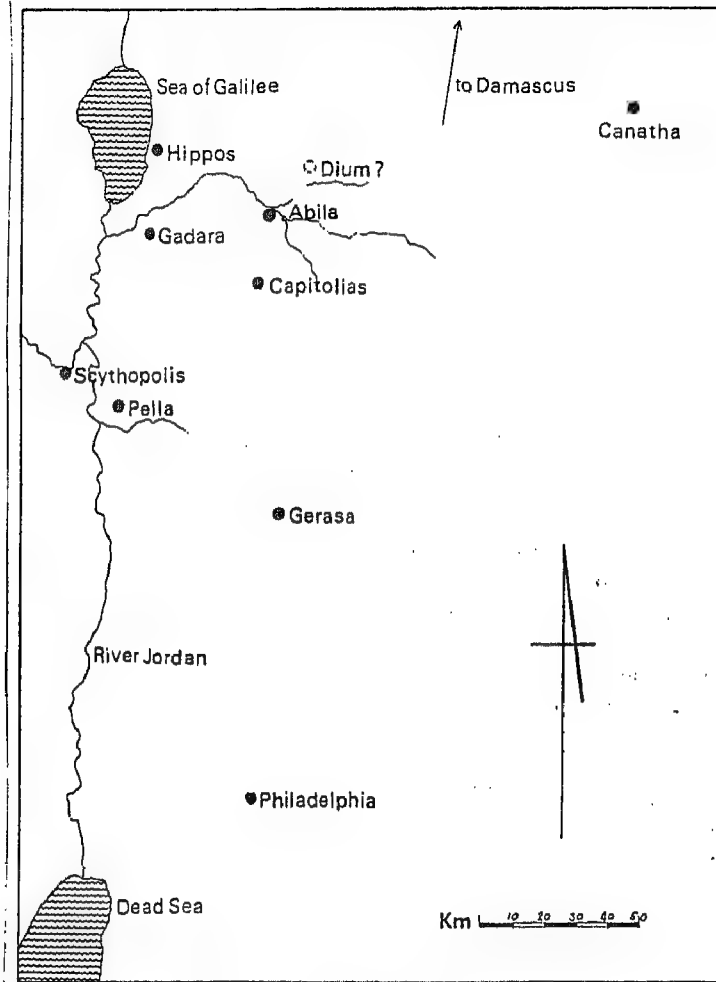 Sea of Galilee
to Damascus
Canatha
Hippos
Dium?
Abila
Gadara
Capitolias
Scythopolis
Pella
Gerasa
River Jordan
Philadelphia
Dead Sea
Km 10 20 30 40 50